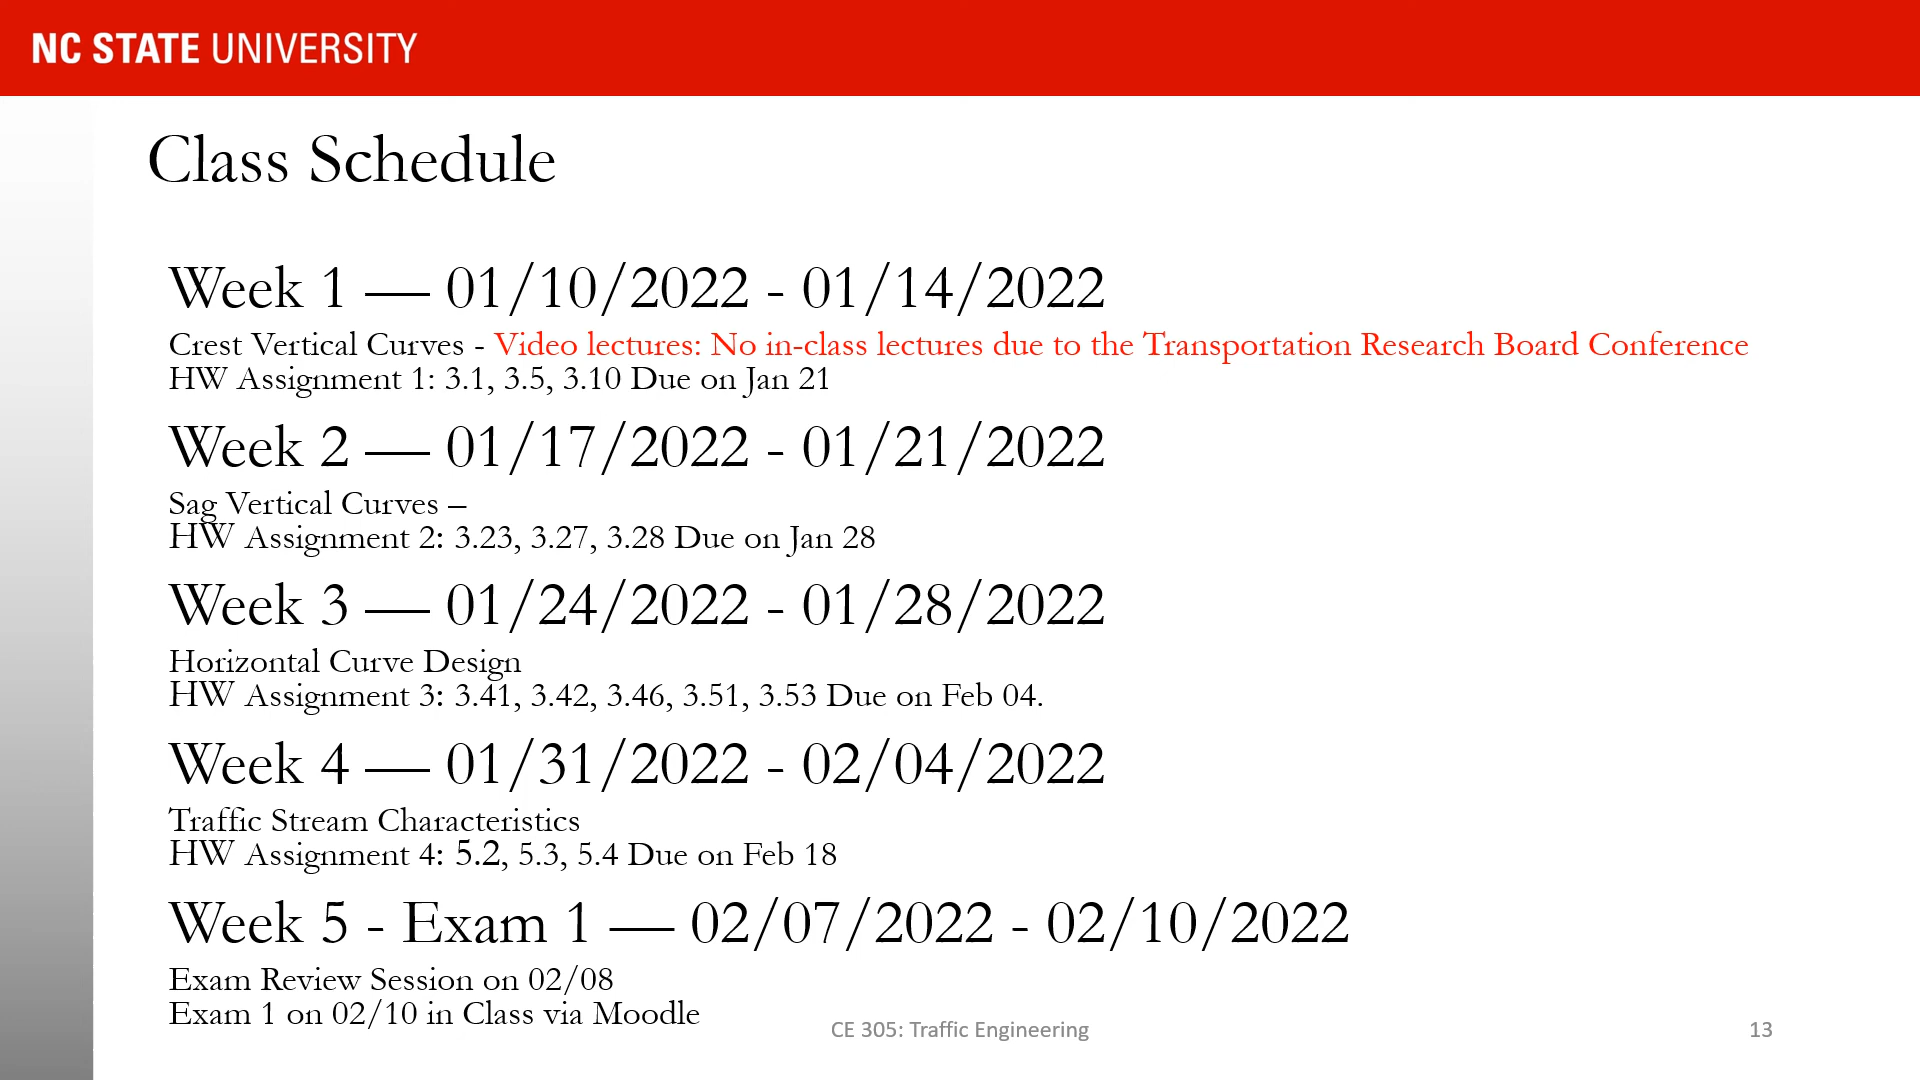 NC STATE UNIVERSITY
Class Schedule
Week 1 — 01/10/2022 - 01/14/2022
Crest Vertical Curves - Video lectures: No in-class lectures due to the Transportation Research Board Conference
HW Assignment 1: 3.1, 3.5, 3.10 Due on Jan 21
Week 2 — 01/17/2022 - 01/21/2022
Sag Vertical Curves –
HW Assignment 2: 3.23, 3.27, 3.28 Due on Jan 28
Week 3 — 01/24/2022 - 01/28/2022
Horizontal Curve Design
HW Assignment 3: 3.41, 3.42, 3.46, 3.51, 3.53 Due on Feb 04.
Week 4 — 01/31/2022 - 02/04/2022
Traffic Stream Characteristics
HW Assignment 4: 5.2, 5.3, 5.4 Due on Feb 18
Week 5 - Exam 1 — 02/07/2022 - 02/10/2022
Exam Review Session on 02/08
Exam 1 on 02/10 in Class via Moodle
CE 305: Traffic Engineering
13